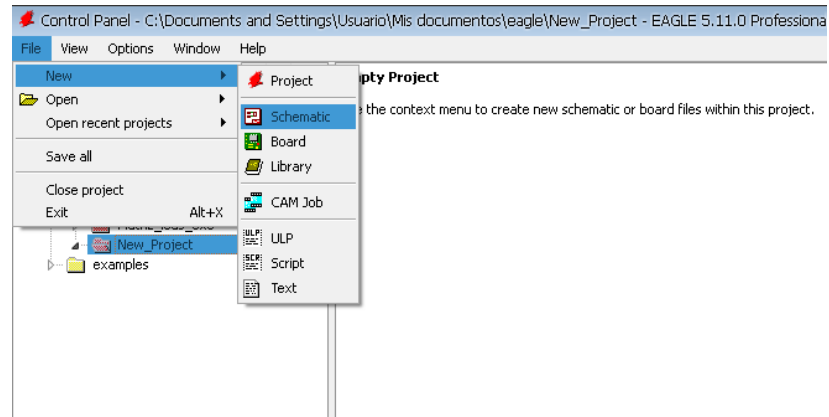 Control Panel - C:\Documents and Settings\Usuario\Mis documentos\eagle\New_Project - EAGLE 5.11.0 Professiona
File View Options Window Help
New
Open
Open recent projects
Save all
Close project
Exit Alt+X
Project
Schematic
Board
Library
CAM Job
ULP ULP
SCR Script
Text
pty Project
the context menu to create new schematic or board files within this project.
New_Project
examples